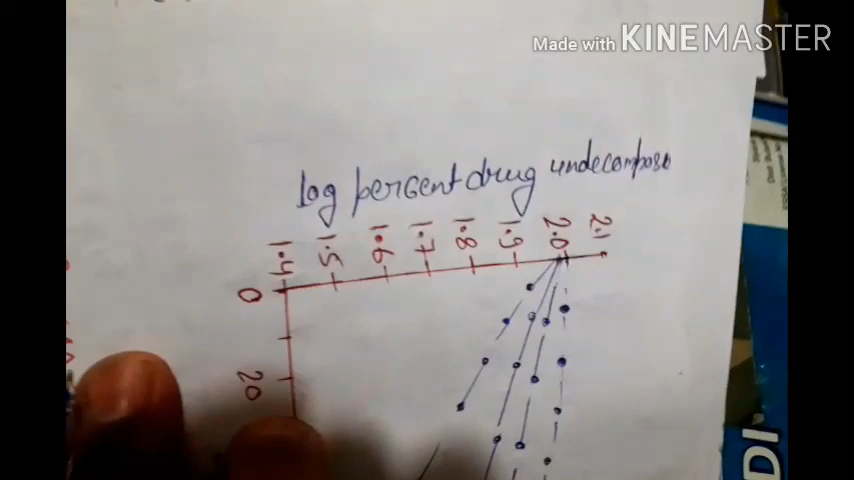 Made with KINEMASTER
log percent drug undecompose
1.4 1.5 1.6 1.7 1.8 1.9 2.0 2.1
0
20
DI